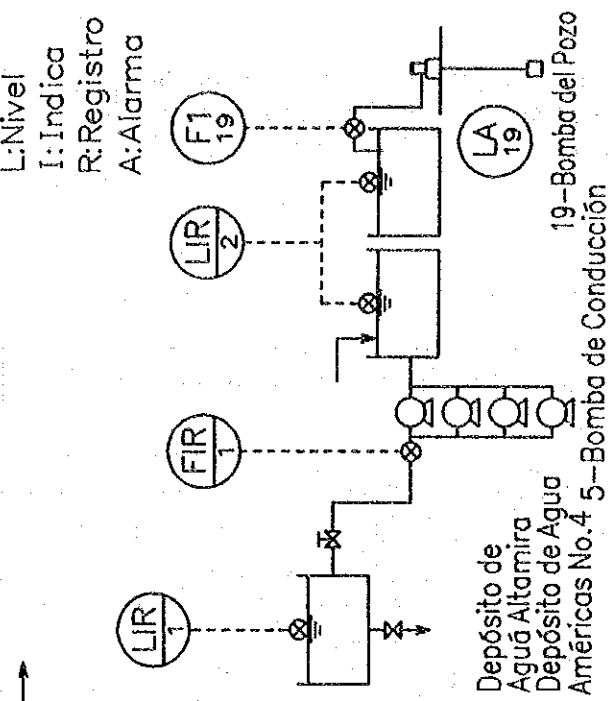 L:Nivel
I:Indica
R:Registro
A:Alarma
LIR
1
FIR
1
LIR
2
F1
19
LA
19
Depósito de
Aguá Altamira
Depósito de Agua
Américas No.4
5-Bomba de Conducción
19-Bomba del Pozo